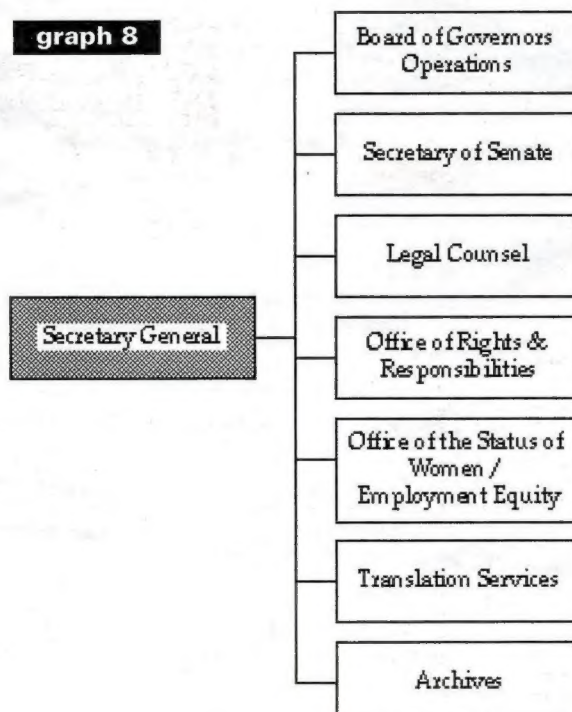 graph 8
Board of Governors
Operations
Secretary of Senate
Legal Counsel
Secretary General
Office of Rights &
Responsibilities
Office of the Status of
Women /
Employment Equity
Translation Services
Archives